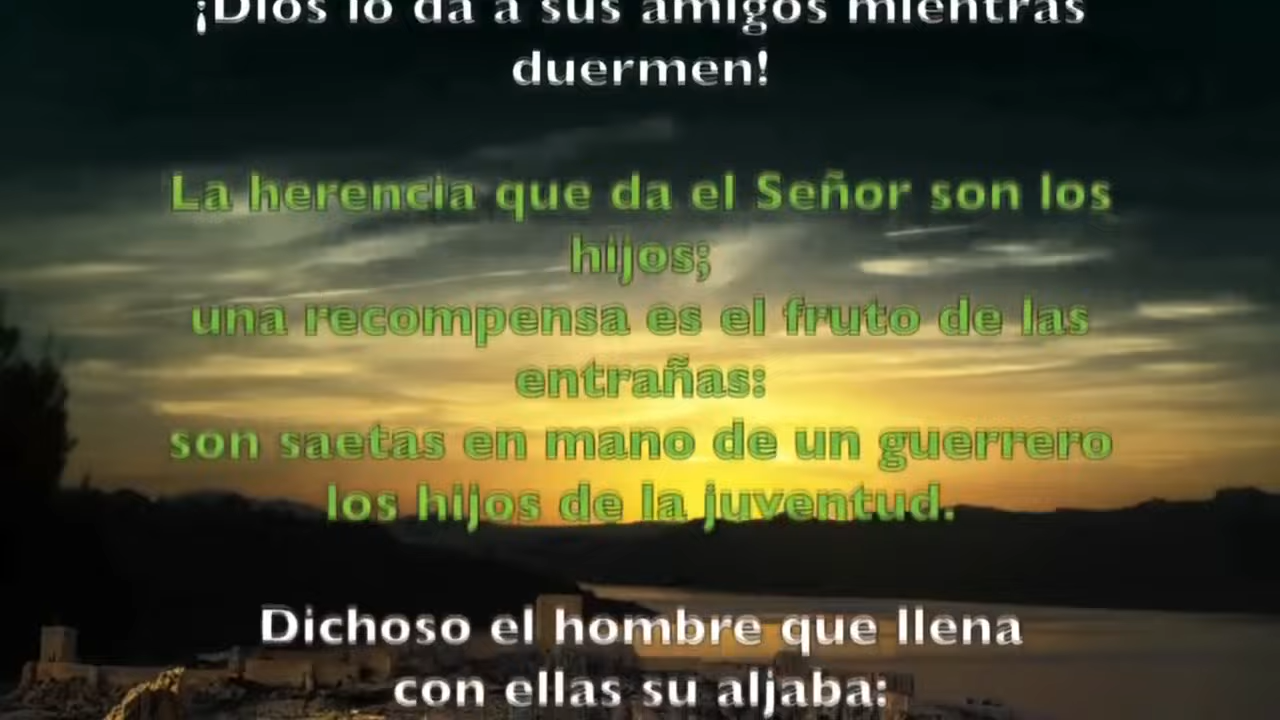 ¡Dios lo da a sus amigos mientras
duermen!
La herencia que da el Señor son los
hijos;
una recompensa es el fruto de las
entrañas:
son saetas en mano de un guerrero
los hijos de la juventud.
Dichoso el hombre que llena
con ellas su aljaba: